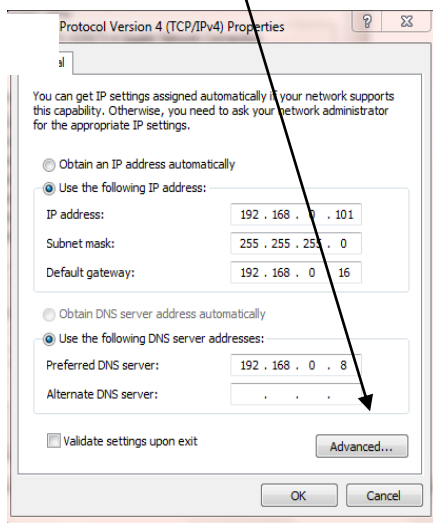 Protocol Version 4 (TCP/IPv4) Properties
al
You can get IP settings assigned automatically if your network supports
this capability. Otherwise, you need to ask your network administrator
for the appropriate IP settings.
Obtain an IP address automatically
Use the following IP address:
IP address: 192 . 168 . 0 . 101
Subnet mask: 255 . 255 . 255 . 0
Default gateway: 192 . 168 . 0 16
Obtain DNS server address automatically
Use the following DNS server addresses:
Preferred DNS server: 192 . 168 . 0 . 8
Alternate DNS server: . . .
Validate settings upon exit
Advanced...
OK Cancel